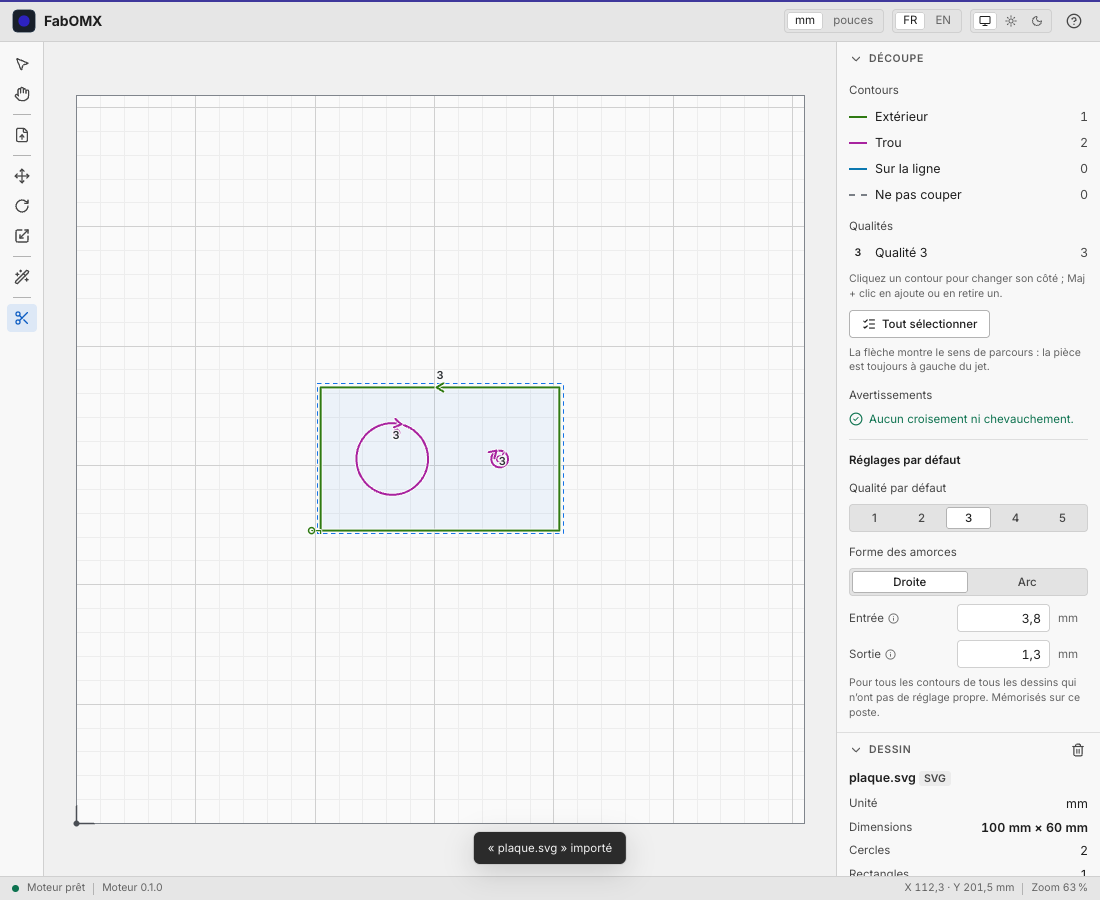 FabOMX
mm pouces
FR EN
DÉCOUPE
Contours
Extérieur 1
Trou 2
Sur la ligne 0
Ne pas couper 0
Qualités
3 Qualité 3 3
Cliquez un contour pour changer son côté ; Maj
+ clic en ajoute ou en retire un.
Tout sélectionner
La flèche montre le sens de parcours : la pièce
est toujours à gauche du jet.
Avertissements
Aucun croisement ni chevauchement.
Réglages par défaut
Qualité par défaut
1 2 3 4 5
Forme des amorces
Droite Arc
Entrée 3,8 mm
Sortie 1,3 mm
Pour tous les contours de tous les dessins qui
n'ont pas de réglage propre. Mémorisés sur ce
poste.
DESSIN
plaque.svg SVG
Unité mm
Dimensions 100 mm × 60 mm
Cercles 2
Rectangles 1
3
3
3
« plaque.svg » importé
Moteur prêt Moteur 0.1.0
X 112,3 · Y 201,5 mm Zoom 63 %